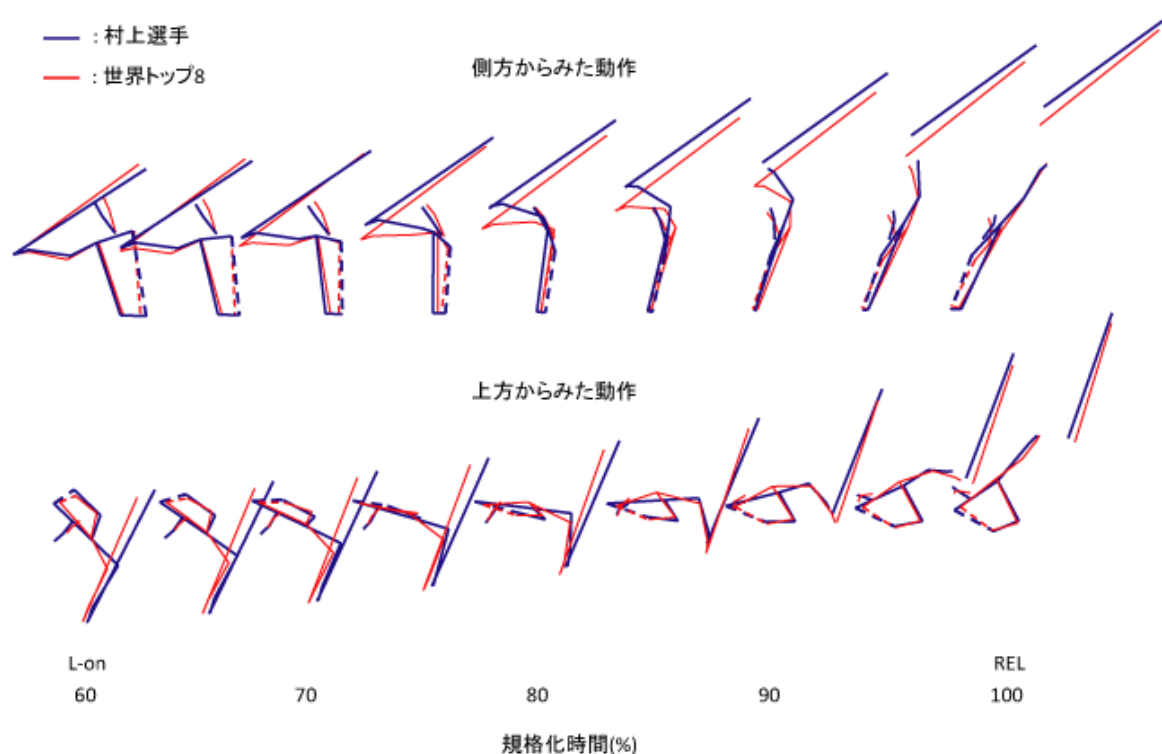 : 村上選手
: 世界トップ8
側方からみた動作
上方からみた動作
L-on REL
60 70 80 90 100
規格化時間(%)